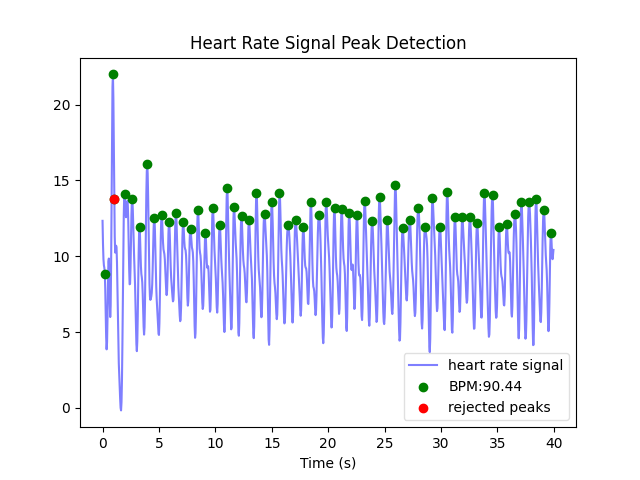 Heart Rate Signal Peak Detection
20
15
10
5
0
heart rate signal
BPM:90.44
rejected peaks
0 5 10 15 20 25 30 35 40
Time (s)